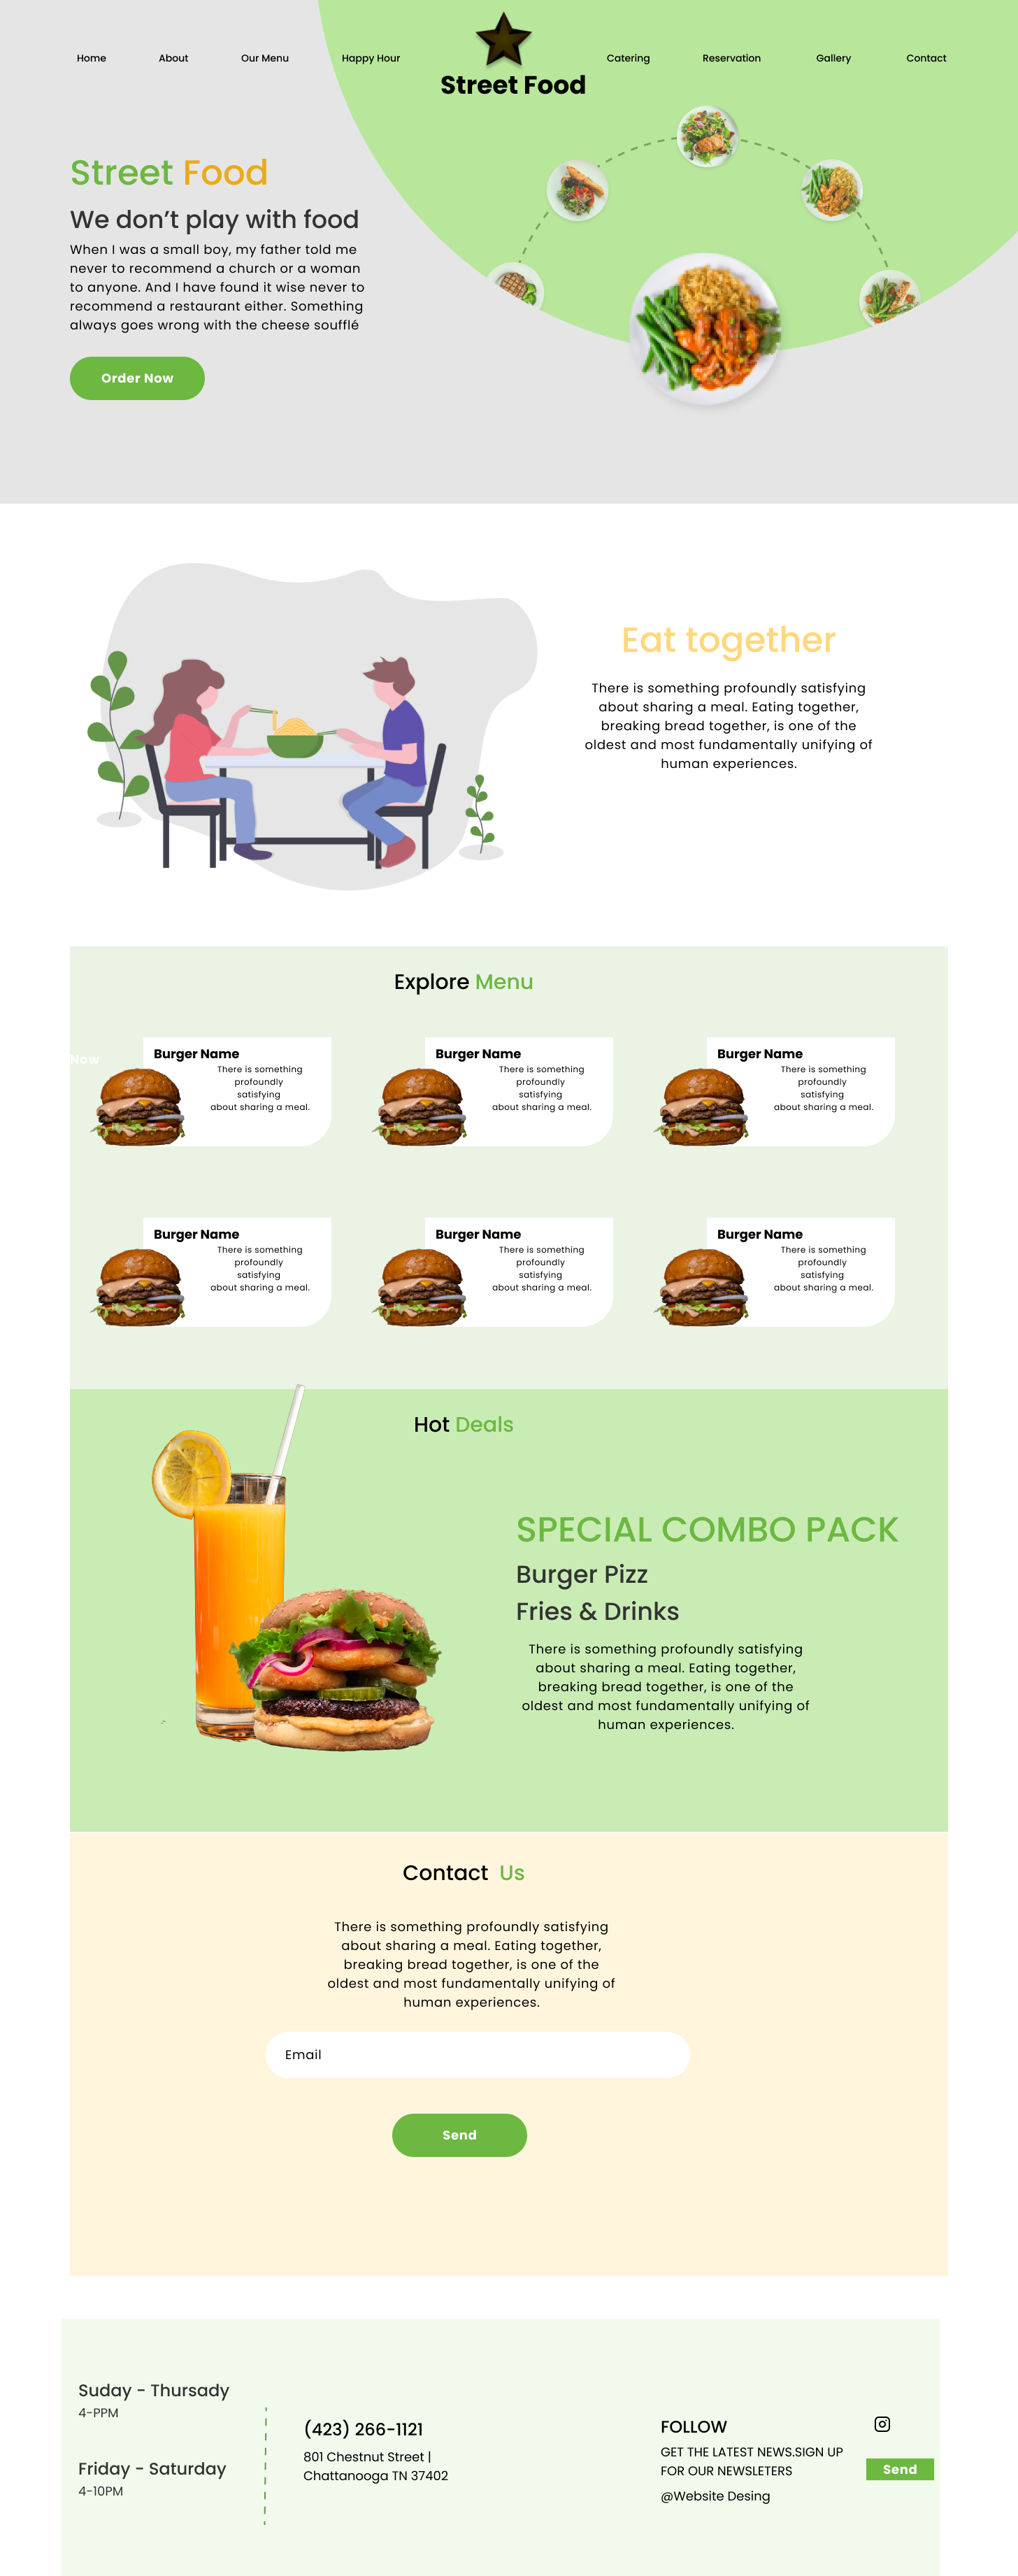 Home About Our Menu Happy Hour Catering Reservation Gallery Contact
Street Food
Street Food
We don't play with food
When I was a small boy, my father told me
never to recommend a church or a woman
to anyone. And I have found it wise never to
recommend a restaurant either. Something
always goes wrong with the cheese soufflé
Order Now
Eat together
There is something profoundly satisfying
about sharing a meal. Eating together,
breaking bread together, is one of the
oldest and most fundamentally unifying of
human experiences.
Explore Menu
Now
Burger Name
There is something
profoundly
satisfying
about sharing a meal.
Burger Name
There is something
profoundly
satisfying
about sharing a meal.
Burger Name
There is something
profoundly
satisfying
about sharing a meal.
Burger Name
There is something
profoundly
satisfying
about sharing a meal.
Burger Name
There is something
profoundly
satisfying
about sharing a meal.
Burger Name
There is something
profoundly
satisfying
about sharing a meal.
Hot Deals
SPECIAL COMBO PACK
Burger Pizz
Fries & Drinks
There is something profoundly satisfying
about sharing a meal. Eating together,
breaking bread together, is one of the
oldest and most fundamentally unifying of
human experiences.
Contact Us
There is something profoundly satisfying
about sharing a meal. Eating together,
breaking bread together, is one of the
oldest and most fundamentally unifying of
human experiences.
Email
Send
Suday - Thursady
4-PPM
Friday - Saturday
4-10PM
(423) 266-1121
801 Chestnut Street |
Chattanooga TN 37402
FOLLOW
GET THE LATEST NEWS.SIGN UP
FOR OUR NEWSLETERS
@Website Desing
Send